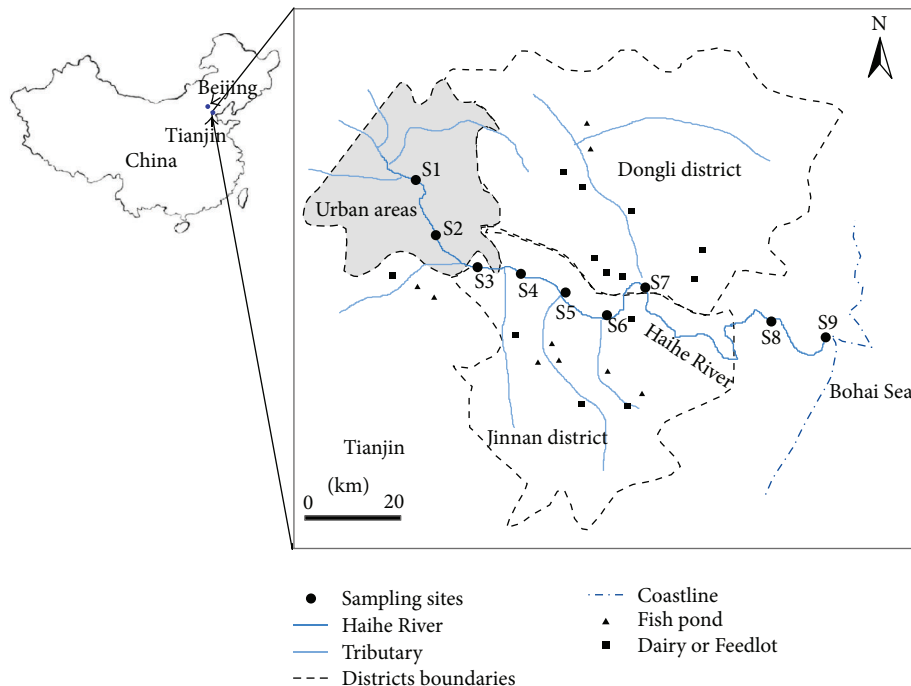 Beijing
Tianjin
China
N
Dongli district
S1
Urban areas
S2
S3
S4
S5
S6
S7
S8
S9
Haihe River
Bohai Sea
Jinnan district
Tianjin
(km)
0 20
Sampling sites
Haihe River
Tributary
Districts boundaries
Coastline
Fish pond
Dairy or Feedlot